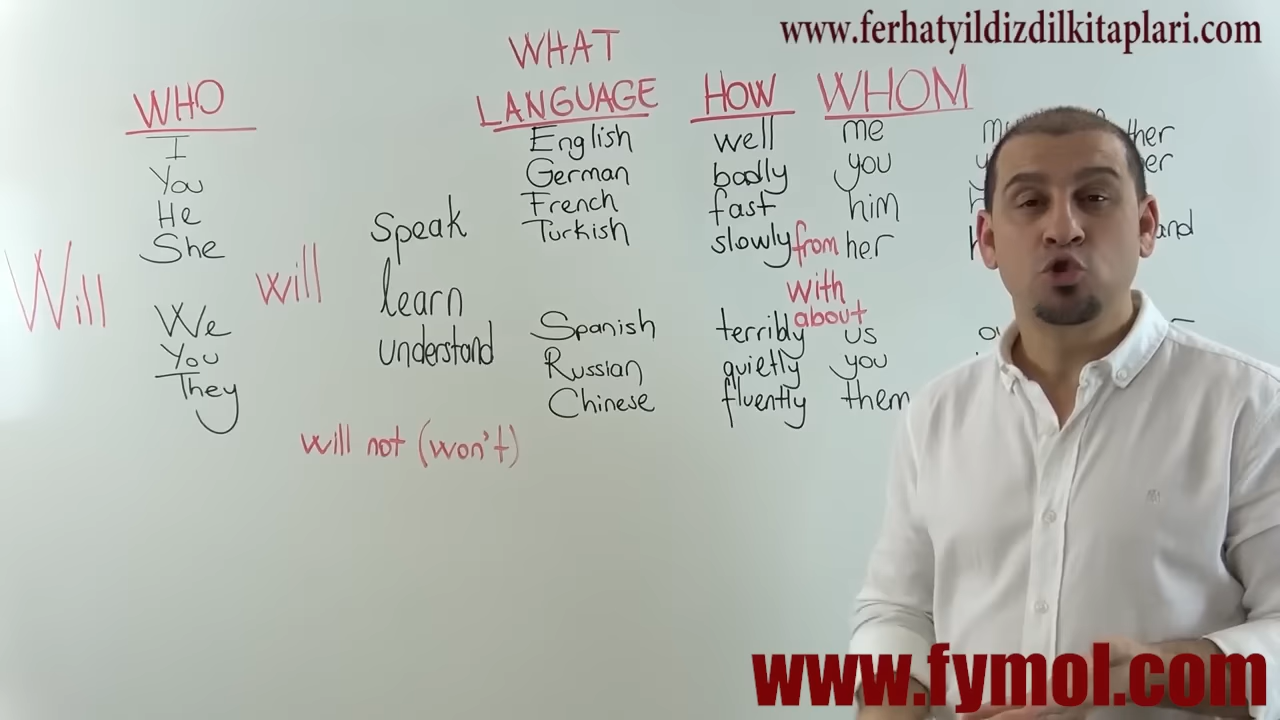 www.ferhatyildizdilkitaplari.com
WHO
I
You
He
She
We
You
They
Will
will
speak
learn
understand
will not (won't)
WHAT
LANGUAGE
English
German
French
Turkish
Spanish
Russian
Chinese
HOW
well
badly
fast
slowly
terribly
quietly
fluently
from
with
about
WHOM
me
you
him
her
us
you
them
www.fymol.com